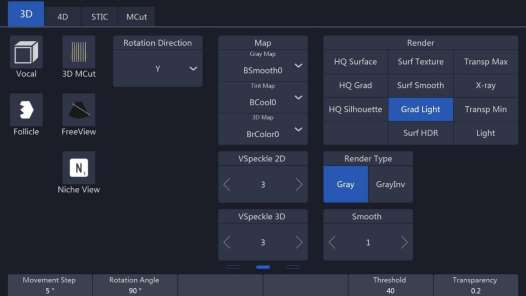 3D 4D STIC MCut
Rotation Direction
Y
Map
Gray Map
BSmooth0
Tint Map
BCool0
3D Map
BrColor0
Render
HQ Surface Surf Texture Transp Max
HQ Grad Surf Smooth X-ray
HQ Silhouette Grad Light Transp Min
Surf HDR Light
Vocal 3D MCut
Follicle FreeView
N
Niche View
VSpeckle 2D
3
Render Type
Gray GrayInv
VSpeckle 3D
3
Smooth
1
Movement Step Rotation Angle Threshold Transparency
5 ° 90 ° 40 0.2